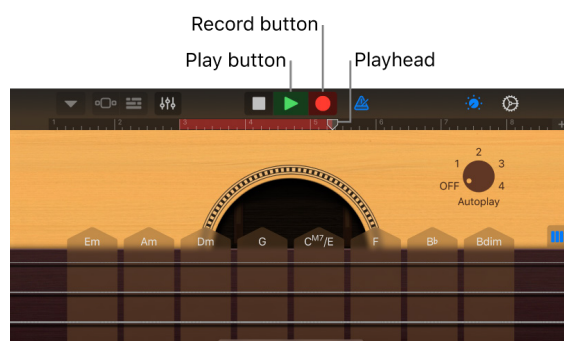 Record button
Play button
Playhead
1 2 3 4 5 6 7 8 +
2
1 3
OFF 4
Autoplay
Em Am Dm G CM7/E F B♭ Bdim